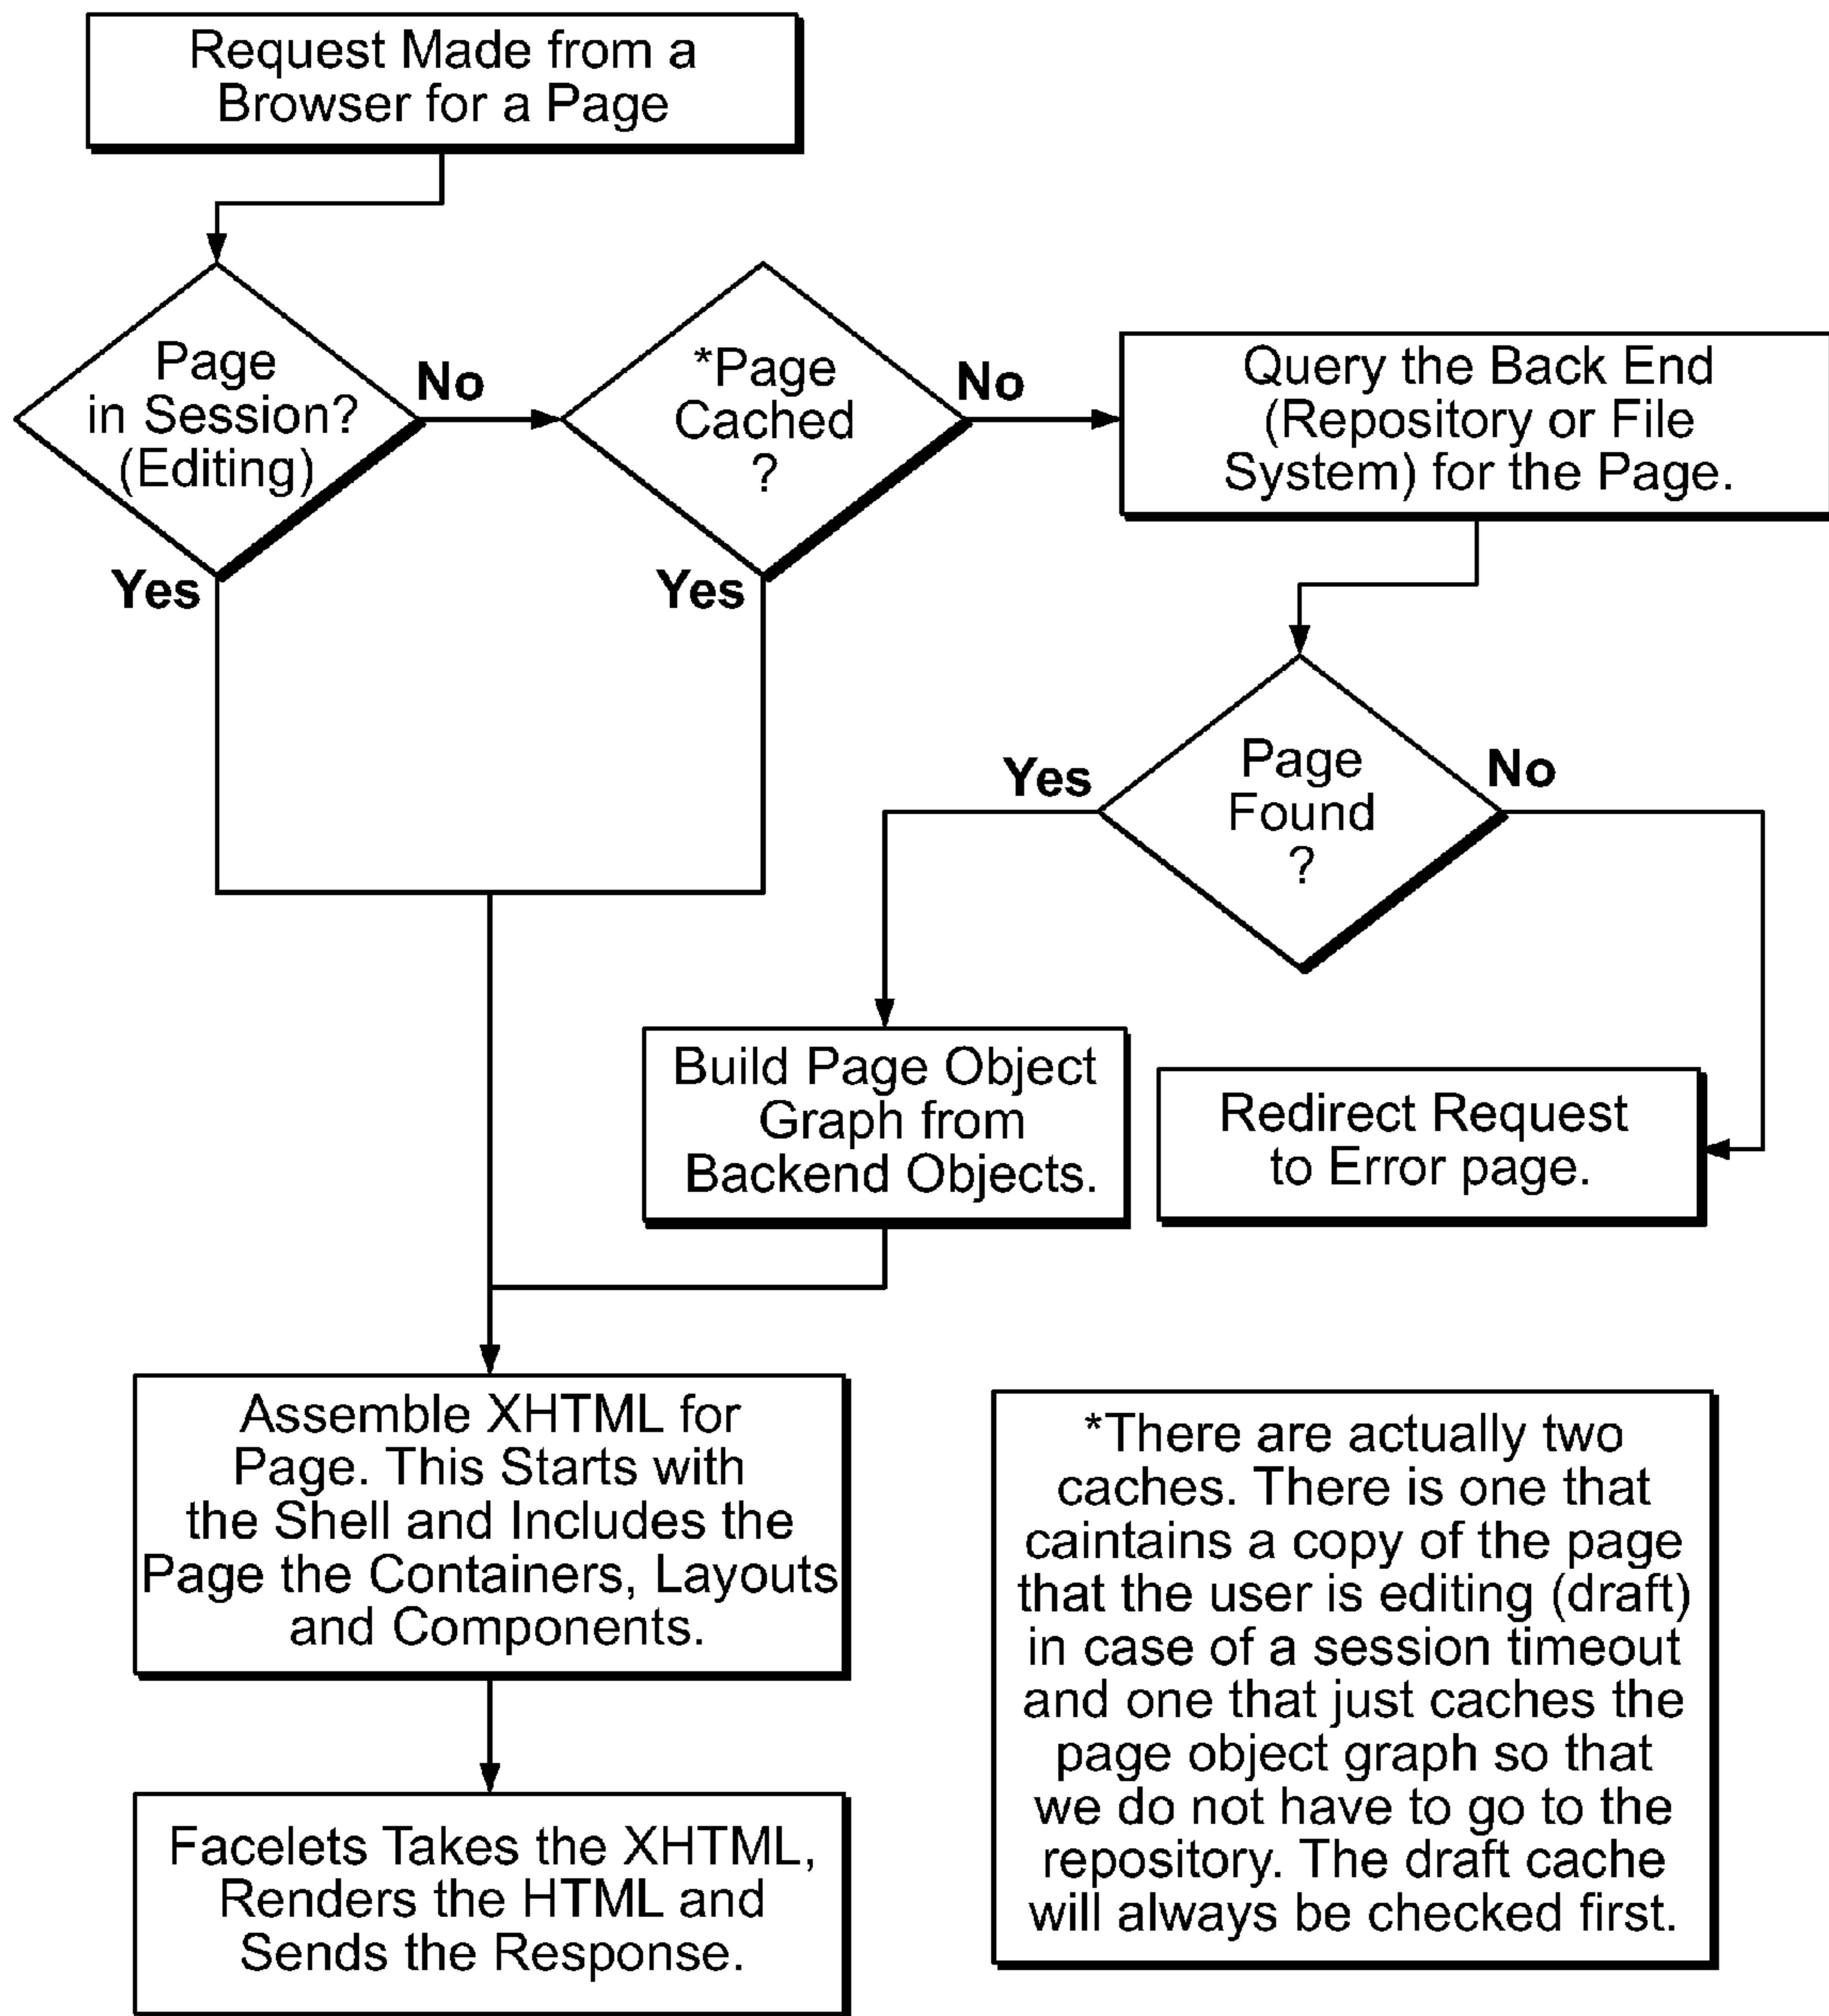 Request Made from a
Browser for a Page
Page
in Session?
(Editing)
No
Yes
*Page
Cached
?
No
Yes
Query the Back End
(Repository or File
System) for the Page.
Page
Found
?
Yes
No
Build Page Object
Graph from
Backend Objects.
Redirect Request
to Error page.
Assemble XHTML for
Page. This Starts with
the Shell and Includes the
Page the Containers, Layouts
and Components.
Facelets Takes the XHTML,
Renders the HTML and
Sends the Response.
*There are actually two
caches. There is one that
caintains a copy of the page
that the user is editing (draft)
in case of a session timeout
and one that just caches the
page object graph so that
we do not have to go to the
repository. The draft cache
will always be checked first.